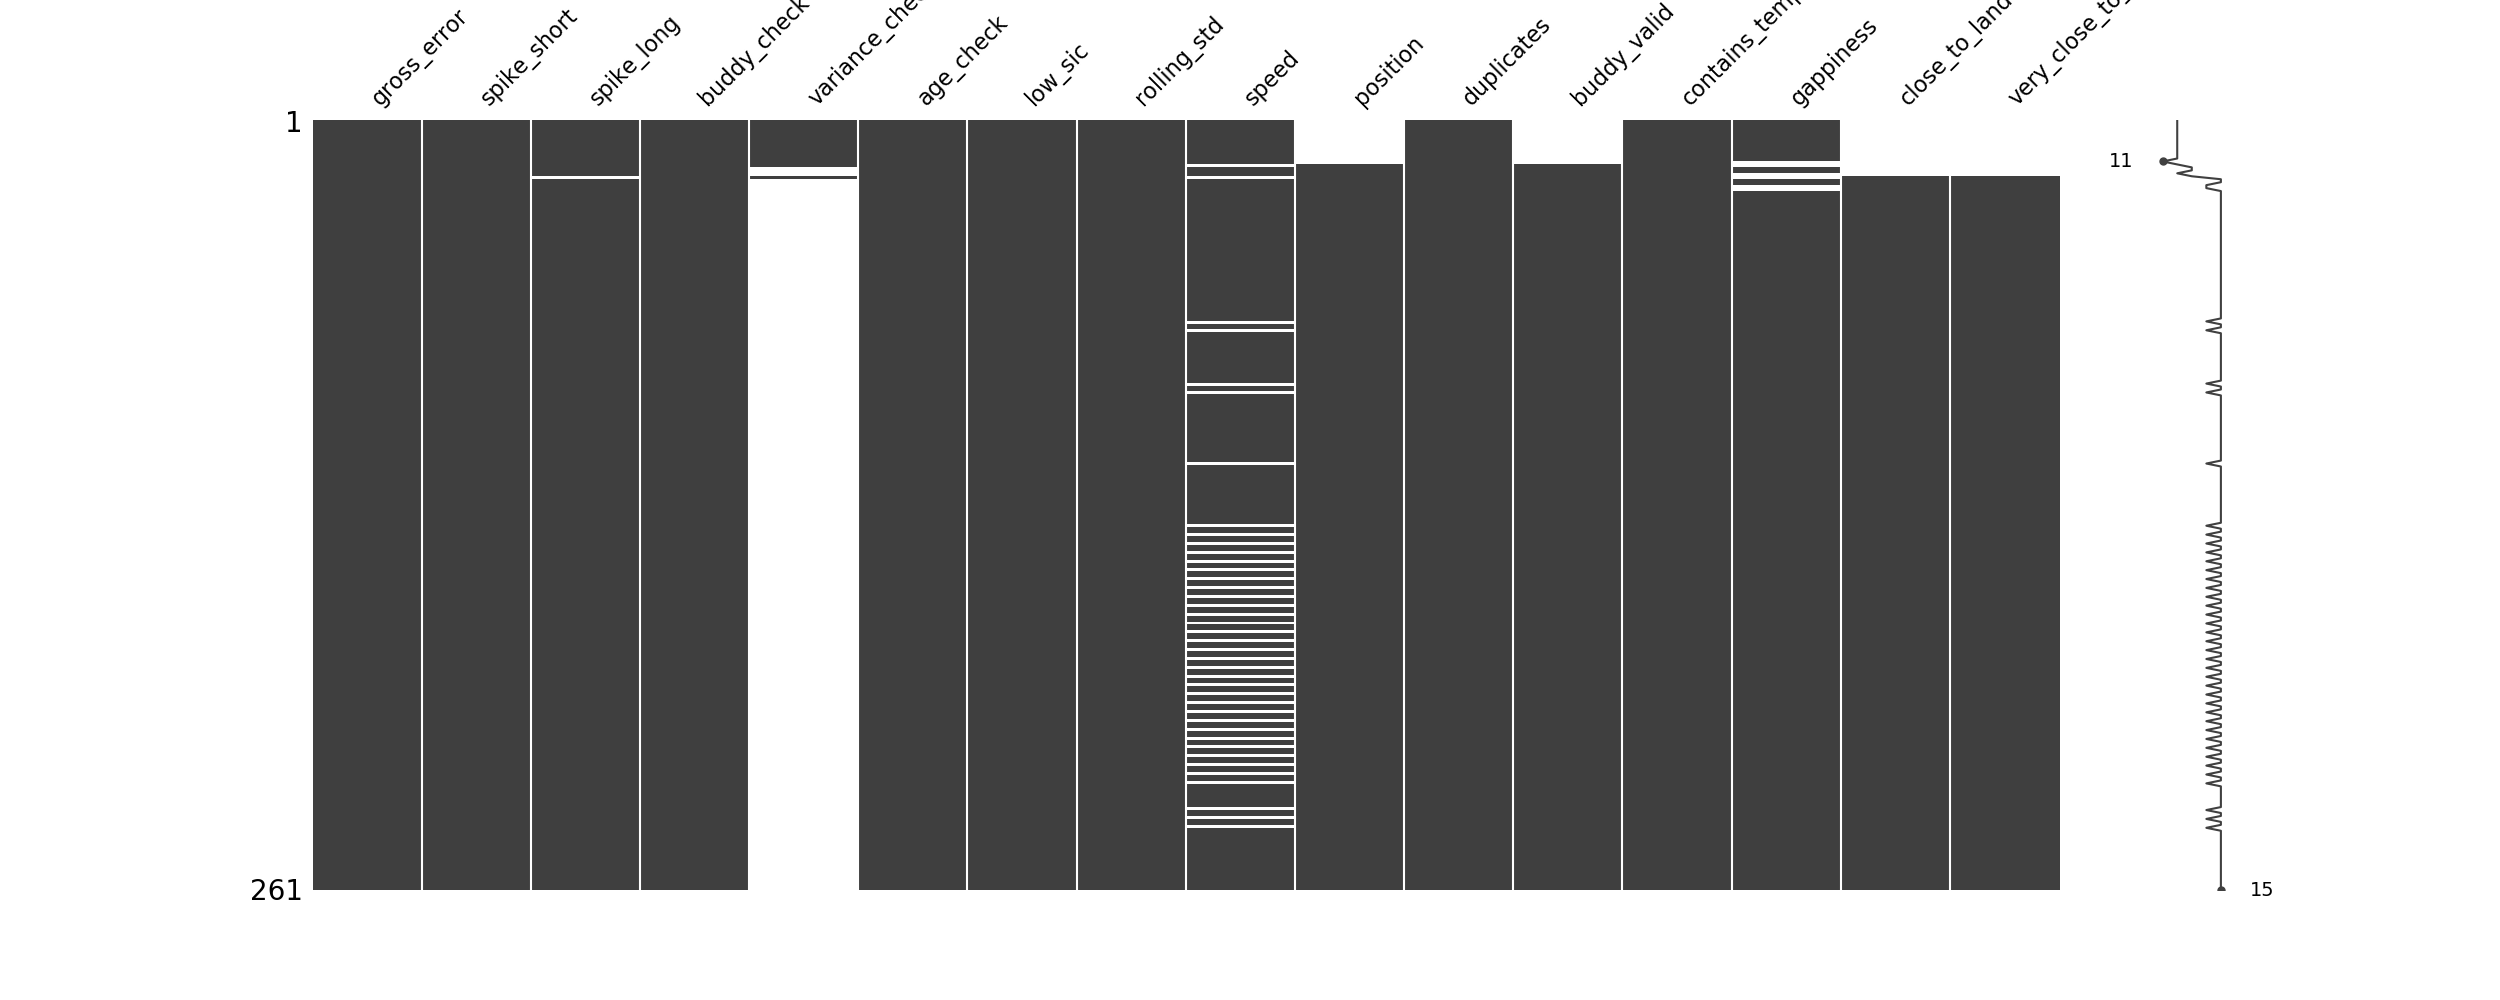 gross_error
spike_short
spike_long
buddy_check
variance_che
age_check
low_sic
rolling_std
speed
position
duplicates
buddy_valid
contains_temp
gappiness
close_to_land
very_close_to_
1
11
261
15